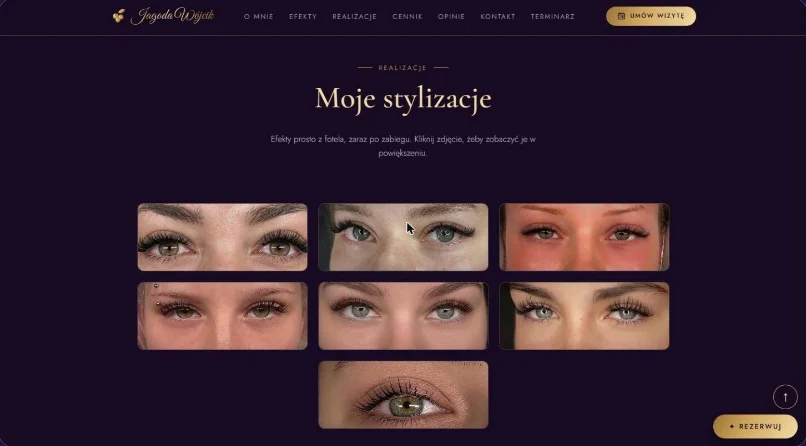 Jagoda Wójcik
O MNIE EFEKTY REALIZACJE CENNIK OPINIE KONTAKT TERMINARZ
UMÓW WIZYTĘ
REALIZACJE
Moje stylizacje
Efekty prosto z fotela, zaraz po zabiegu. Kliknij zdjęcie, żeby zobaczyć je w
powiększeniu.
↑
✦ REZERWUJ